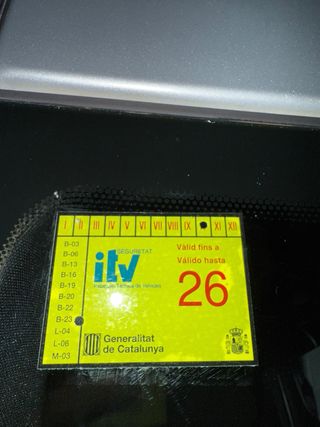 I II III IV V VI VII VIII IX XI XII
B-03
B-06
B-13
B-16
B-19
B-20
B-22
B-23
L-04
L-06
M-03
SEGURETAT
itv
Vàlid fins a
Válido hasta
26
Generalitat
de Catalunya